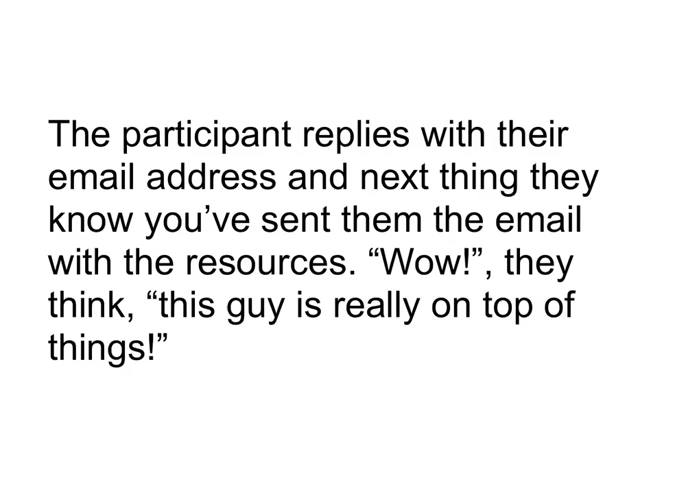 The participant replies with their
email address and next thing they
know you’ve sent them the email
with the resources. “Wow!”, they
think, “this guy is really on top of
things!”